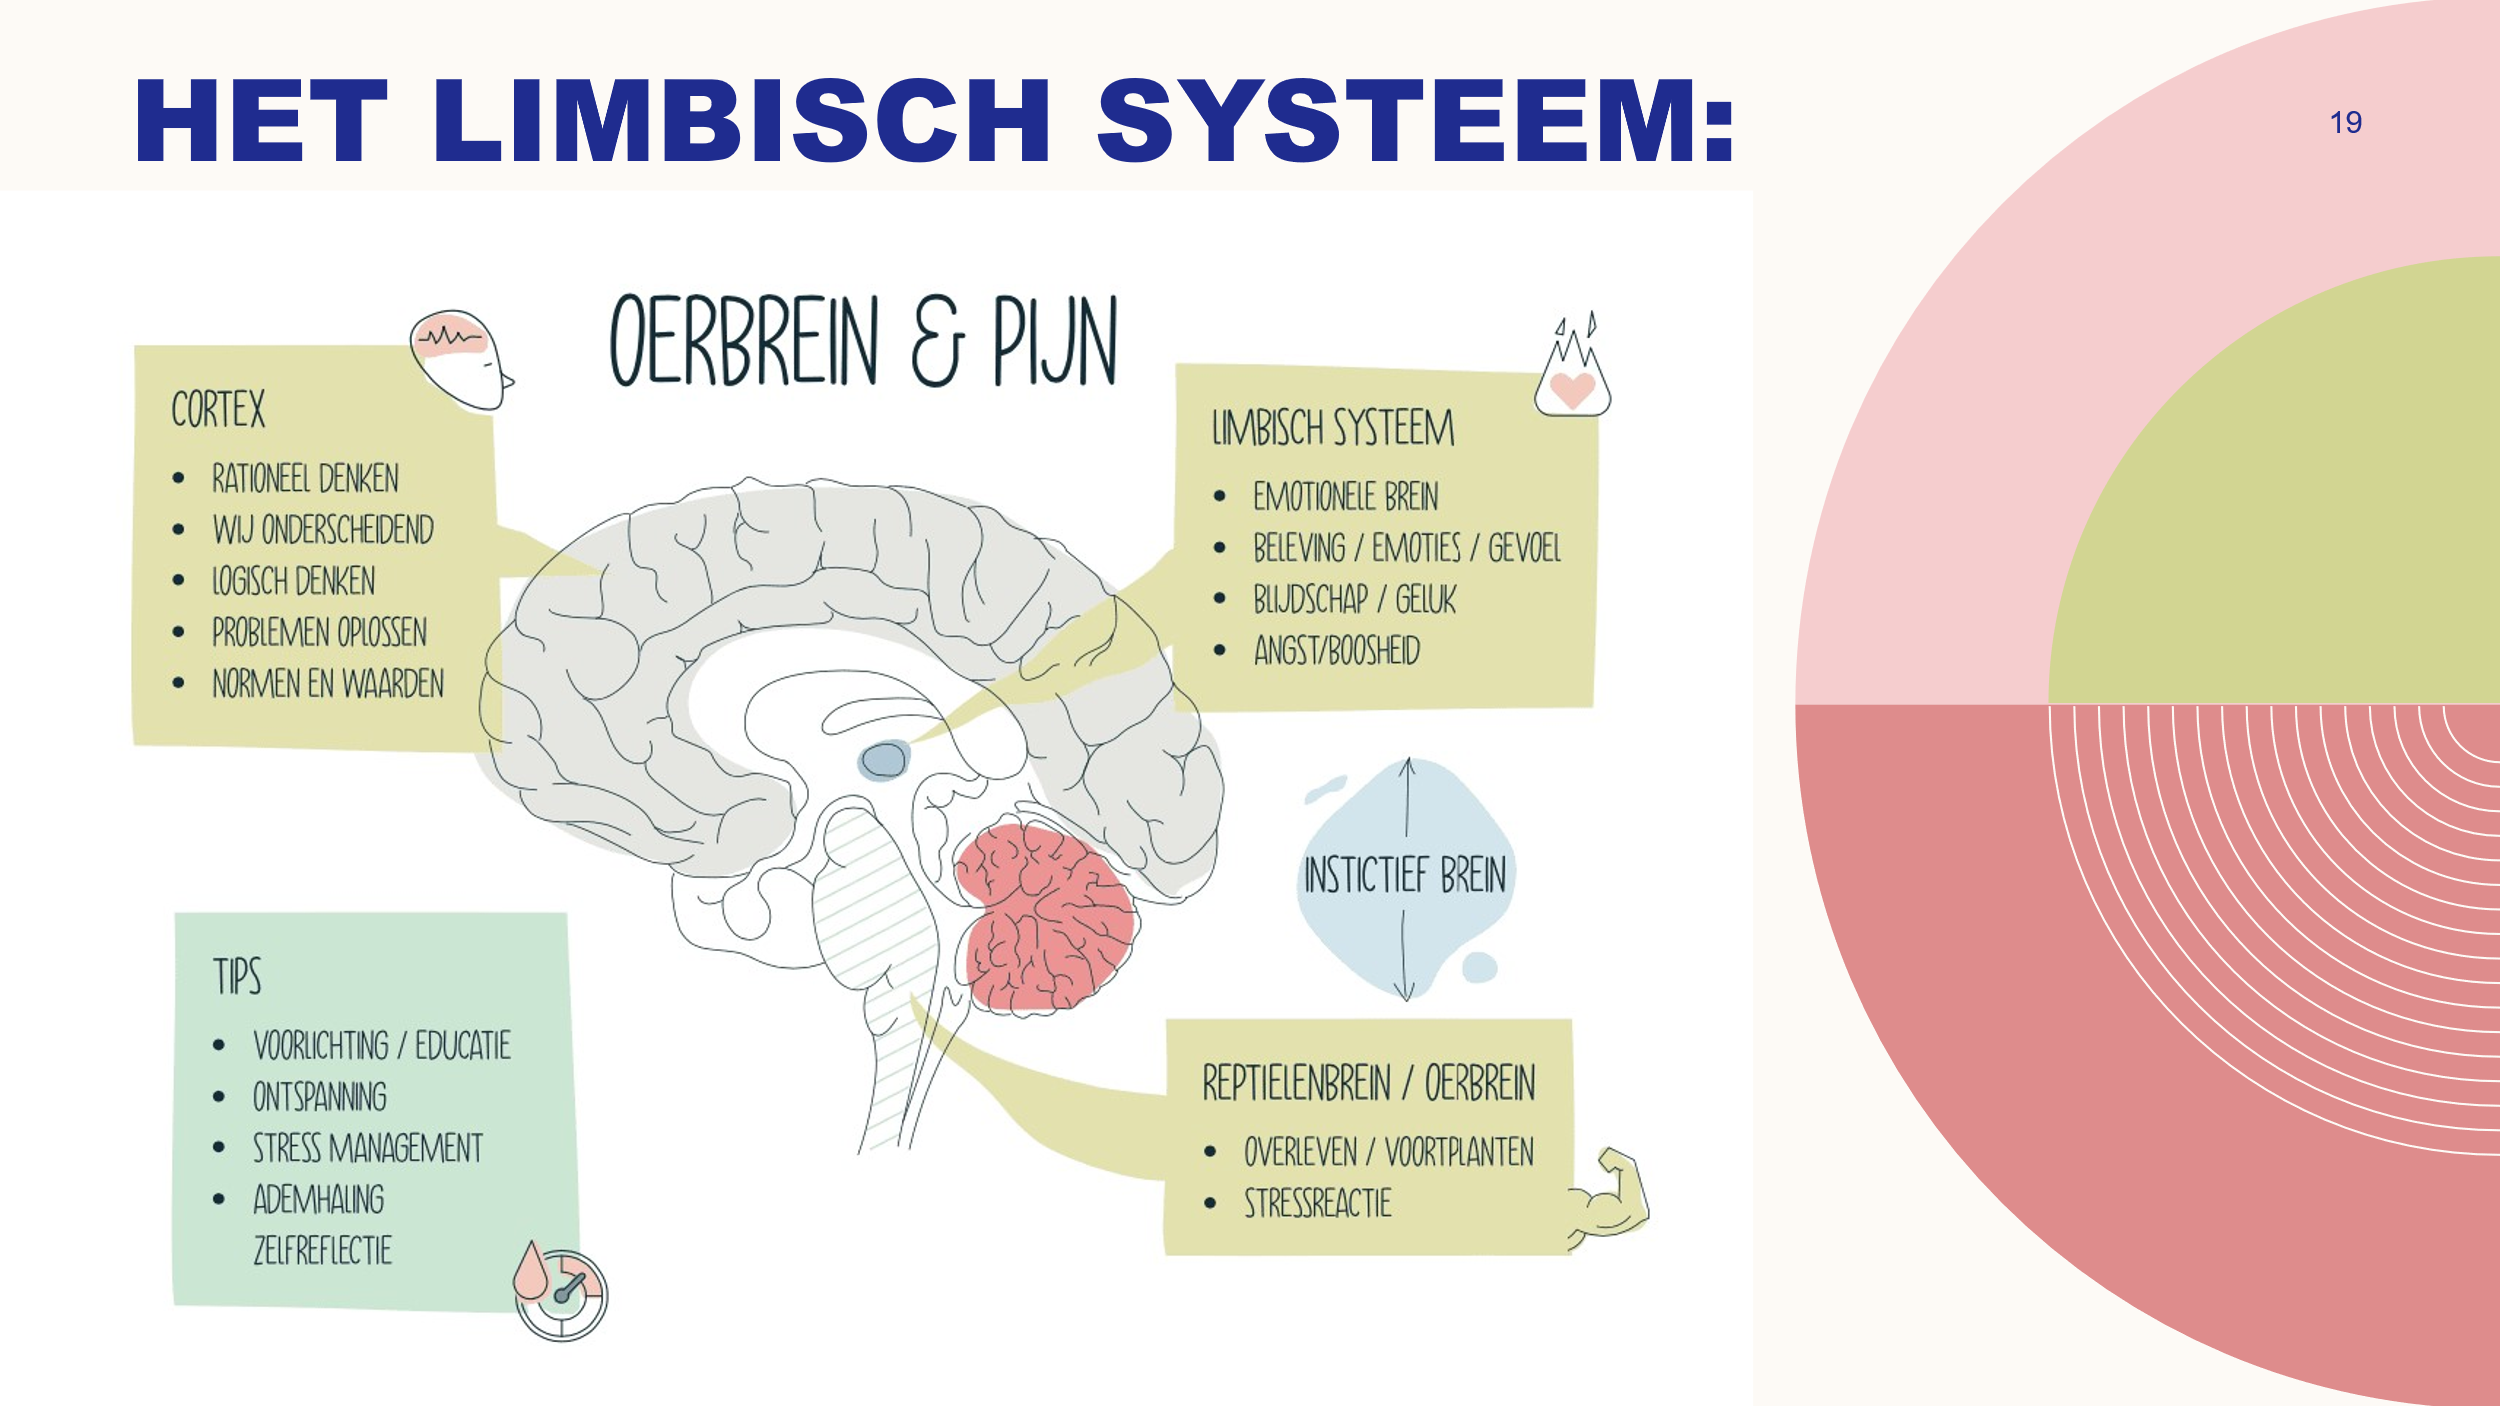 HET LIMBISCH SYSTEEM:
19
OERBREIN & PIJN
CORTEX
• RATIONEEL DENKEN
• WIJ ONDERSCHEIDEND
• LOGISCH DENKEN
• PROBLEMEN OPLOSSEN
• NORMEN EN WAARDEN
LIMBISCH SYSTEEM
• EMOTIONELE BREIN
• BELEVING / EMOTIES / GEVOEL
• BLIJDSCHAP / GELUK
• ANGST/BOOSHEID
INSTICTIEF BREIN
TIPS
• VOORLICHTING / EDUCATIE
• ONTSPANNING
• STRESS MANAGEMENT
• ADEMHALING
ZELFREFLECTIE
REPTIELENBREIN / OERBREIN
• OVERLEVEN / VOORTPLANTEN
• STRESSREACTIE